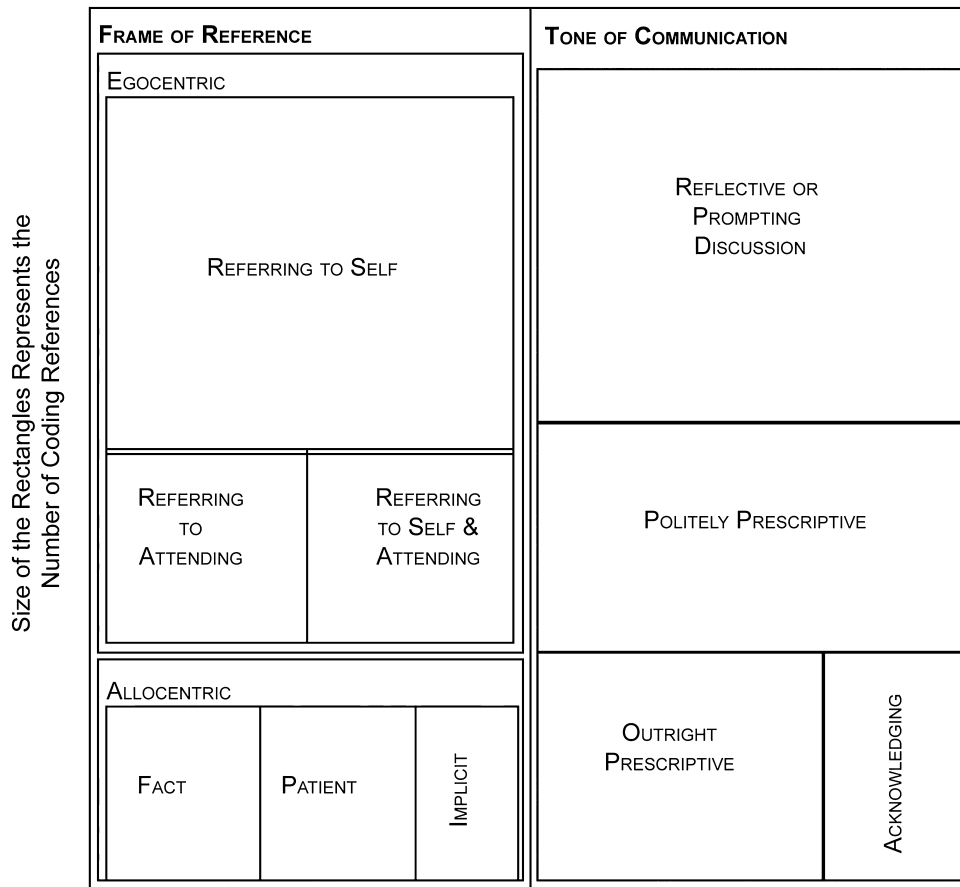 Size of the Rectangles Represents the
Number of Coding References
FRAME OF REFERENCE
EGOCENTRIC
REFERRING TO SELF
REFERRING
TO
ATTENDING
REFERRING
TO SELF &
ATTENDING
ALLOCENTRIC
FACT
PATIENT
IMPLICIT
TONE OF COMMUNICATION
REFLECTIVE OR
PROMPTING
DISCUSSION
POLITELY PRESCRIPTIVE
OUTRIGHT
PRESCRIPTIVE
ACKNOWLEDGING